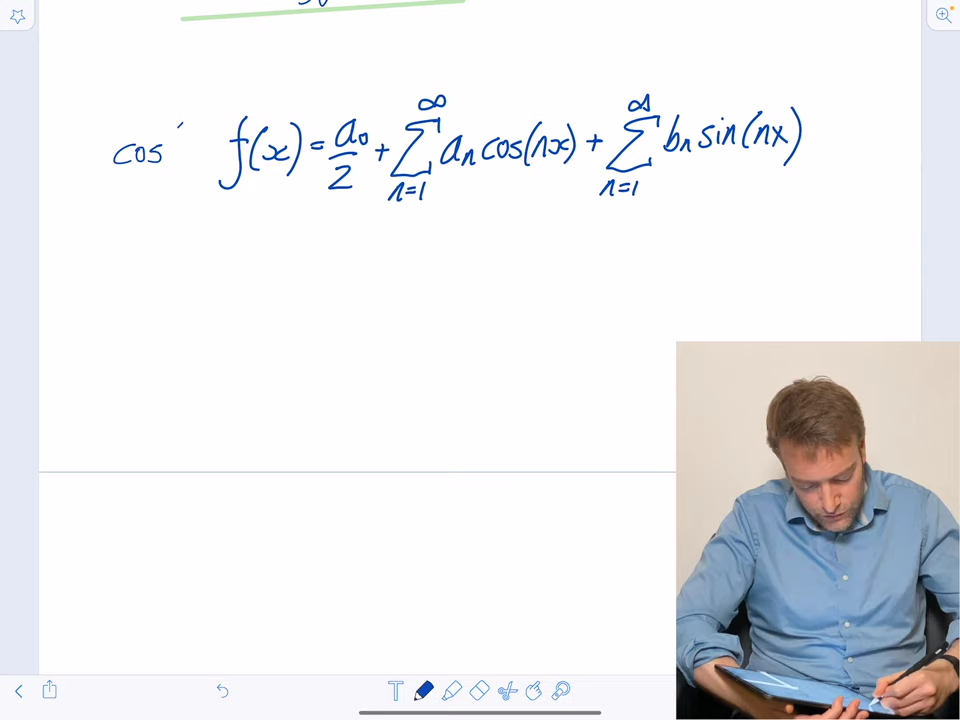 cos f(x) = a₀/2 + ∑_{n=1}^{∞} aₙ cos(nx) + ∑_{n=1}^{∞} bₙ sin(nx)
T